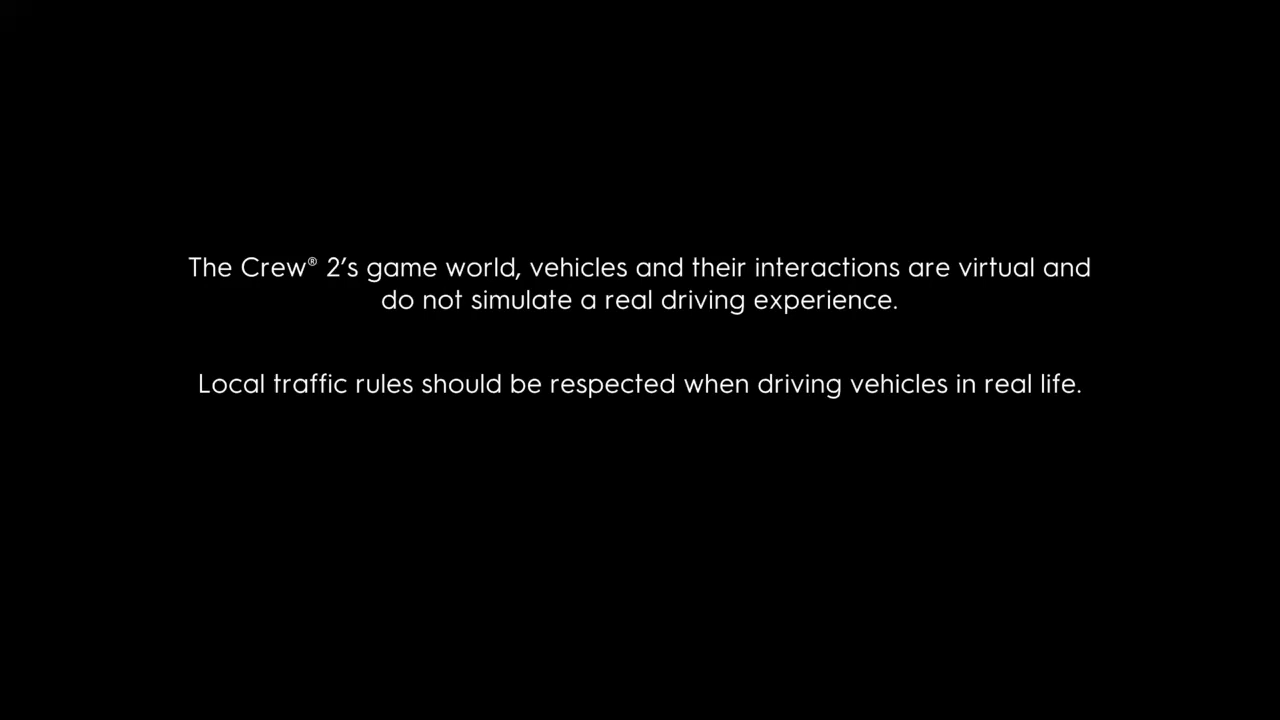 The Crew® 2’s game world, vehicles and their interactions are virtual and
do not simulate a real driving experience.
Local traffic rules should be respected when driving vehicles in real life.